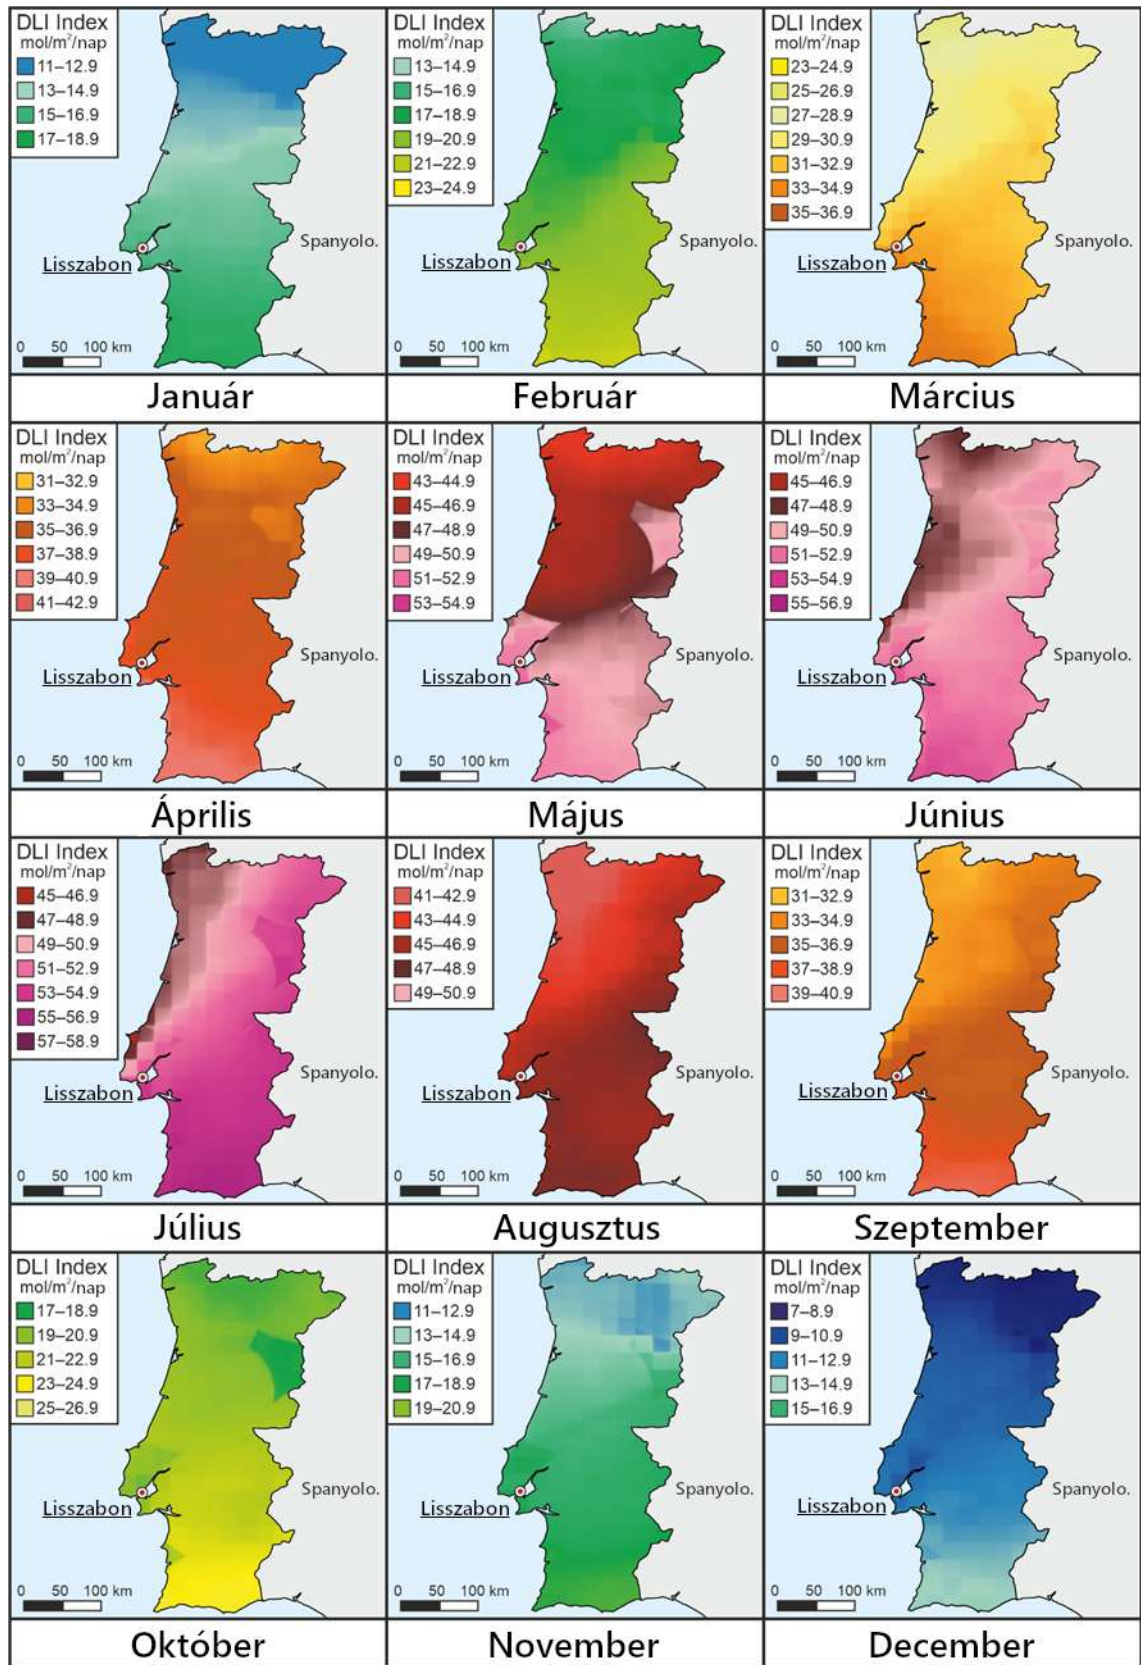 DLI Index
mol/m²/nap
11–12.9
13–14.9
15–16.9
17–18.9
Spanyolo.
Lisszabon
0 50 100 km
Január
DLI Index
mol/m²/nap
13–14.9
15–16.9
17–18.9
19–20.9
21–22.9
23–24.9
Spanyolo.
Lisszabon
0 50 100 km
Február
DLI Index
mol/m²/nap
23–24.9
25–26.9
27–28.9
29–30.9
31–32.9
33–34.9
35–36.9
Spanyolo.
Lisszabon
0 50 100 km
Március
DLI Index
mol/m²/nap
31–32.9
33–34.9
35–36.9
37–38.9
39–40.9
41–42.9
Spanyolo.
Lisszabon
0 50 100 km
Április
DLI Index
mol/m²/nap
43–44.9
45–46.9
47–48.9
49–50.9
51–52.9
53–54.9
Spanyolo.
Lisszabon
0 50 100 km
Május
DLI Index
mol/m²/nap
45–46.9
47–48.9
49–50.9
51–52.9
53–54.9
55–56.9
Spanyolo.
Lisszabon
0 50 100 km
Június
DLI Index
mol/m²/nap
45–46.9
47–48.9
49–50.9
51–52.9
53–54.9
55–56.9
57–58.9
Spanyolo.
Lisszabon
0 50 100 km
Július
DLI Index
mol/m²/nap
41–42.9
43–44.9
45–46.9
47–48.9
49–50.9
Spanyolo.
Lisszabon
0 50 100 km
Augusztus
DLI Index
mol/m²/nap
31–32.9
33–34.9
35–36.9
37–38.9
39–40.9
Spanyolo.
Lisszabon
0 50 100 km
Szeptember
DLI Index
mol/m²/nap
17–18.9
19–20.9
21–22.9
23–24.9
25–26.9
Spanyolo.
Lisszabon
0 50 100 km
Október
DLI Index
mol/m²/nap
11–12.9
13–14.9
15–16.9
17–18.9
19–20.9
Spanyolo.
Lisszabon
0 50 100 km
November
DLI Index
mol/m²/nap
7–8.9
9–10.9
11–12.9
13–14.9
15–16.9
Spanyolo.
Lisszabon
0 50 100 km
December